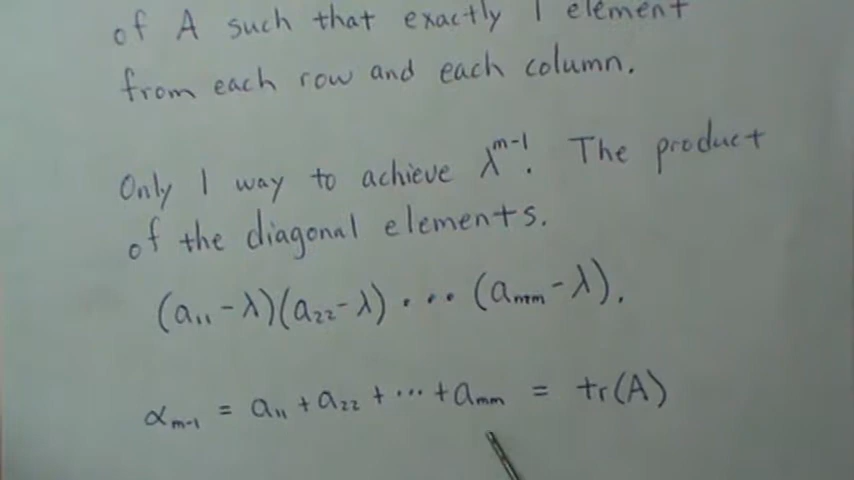 of A such that exactly 1 element
from each row and each column.
Only 1 way to achieve λ^{m-1}. The product
of the diagonal elements.
(a₁₁ - λ)(a₂₂ - λ) · · · (aₘₘ - λ).
αₘ₋₁ = a₁₁ + a₂₂ + ··· + aₘₘ = tr(A)